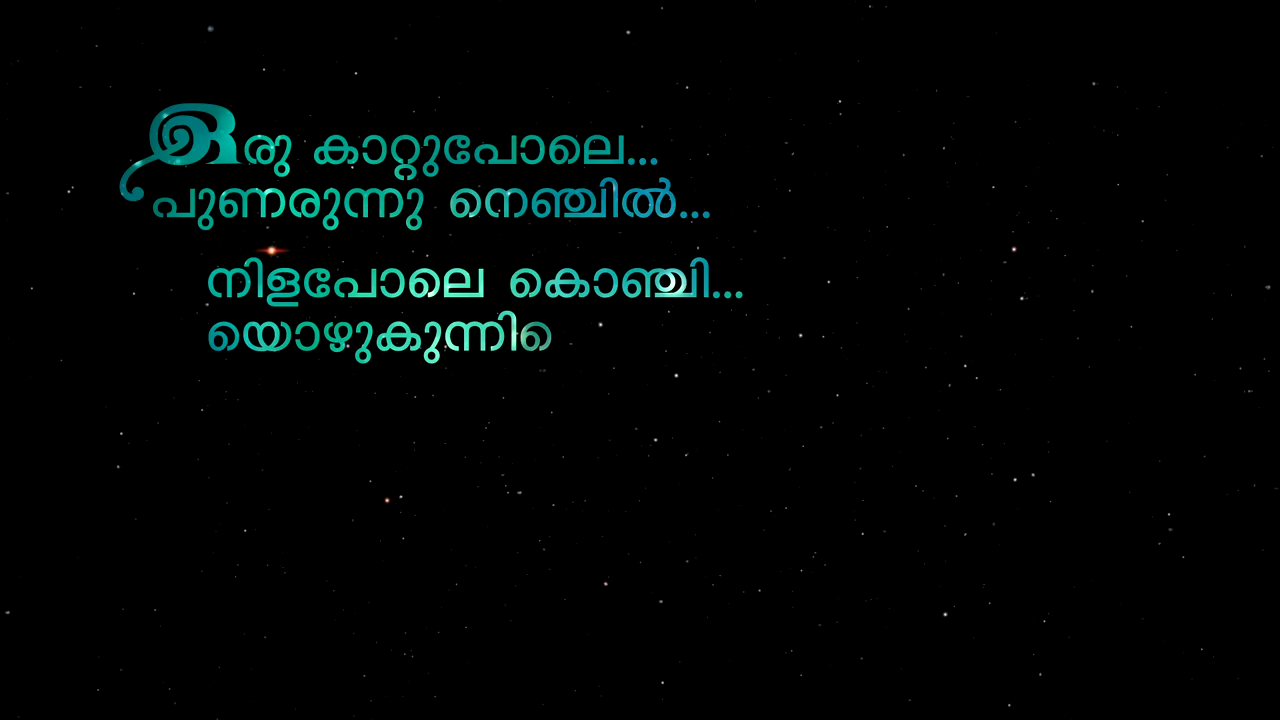 ഒരു കാറ്റുപോലെ...
പുണരുന്നു നെഞ്ചിൽ...
നിളപോലെ കൊഞ്ചി...
യൊഴുകുന്നിെ